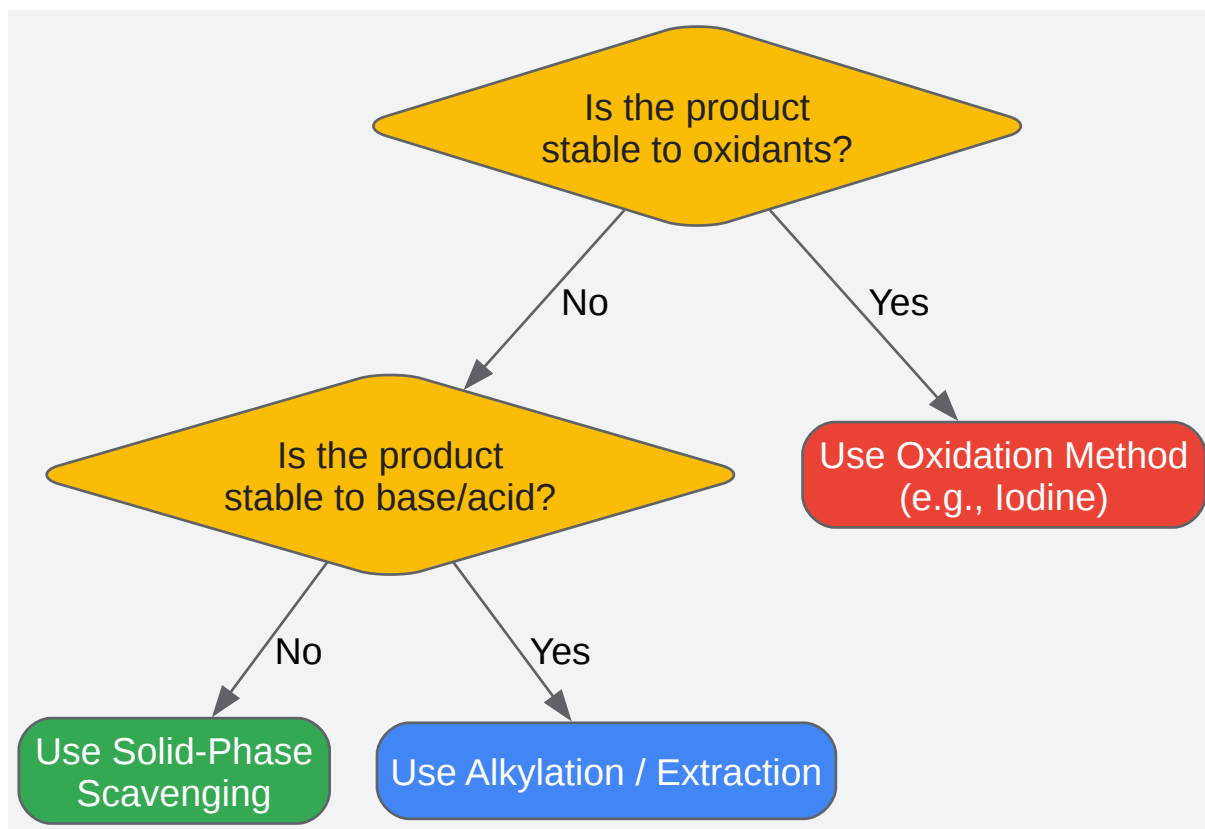 Is the product
stable to oxidants?
No
Yes
Is the product
stable to base/acid?
Use Oxidation Method
(e.g., Iodine)
No
Yes
Use Solid-Phase
Scavenging
Use Alkylation / Extraction